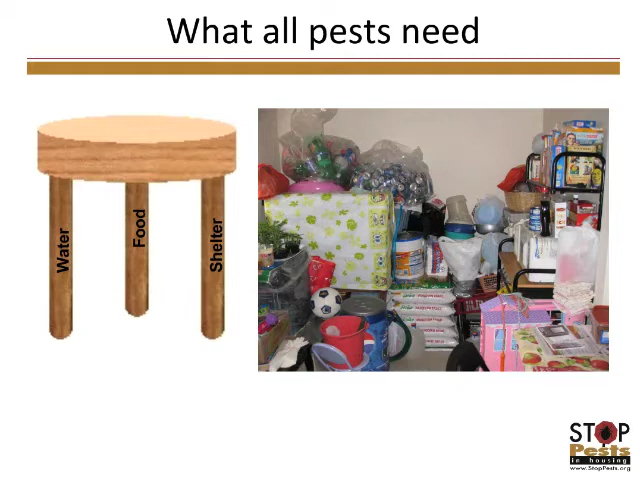 What all pests need
Water
Food
Shelter
STOP
Pests
in housing
www.StopPests.org